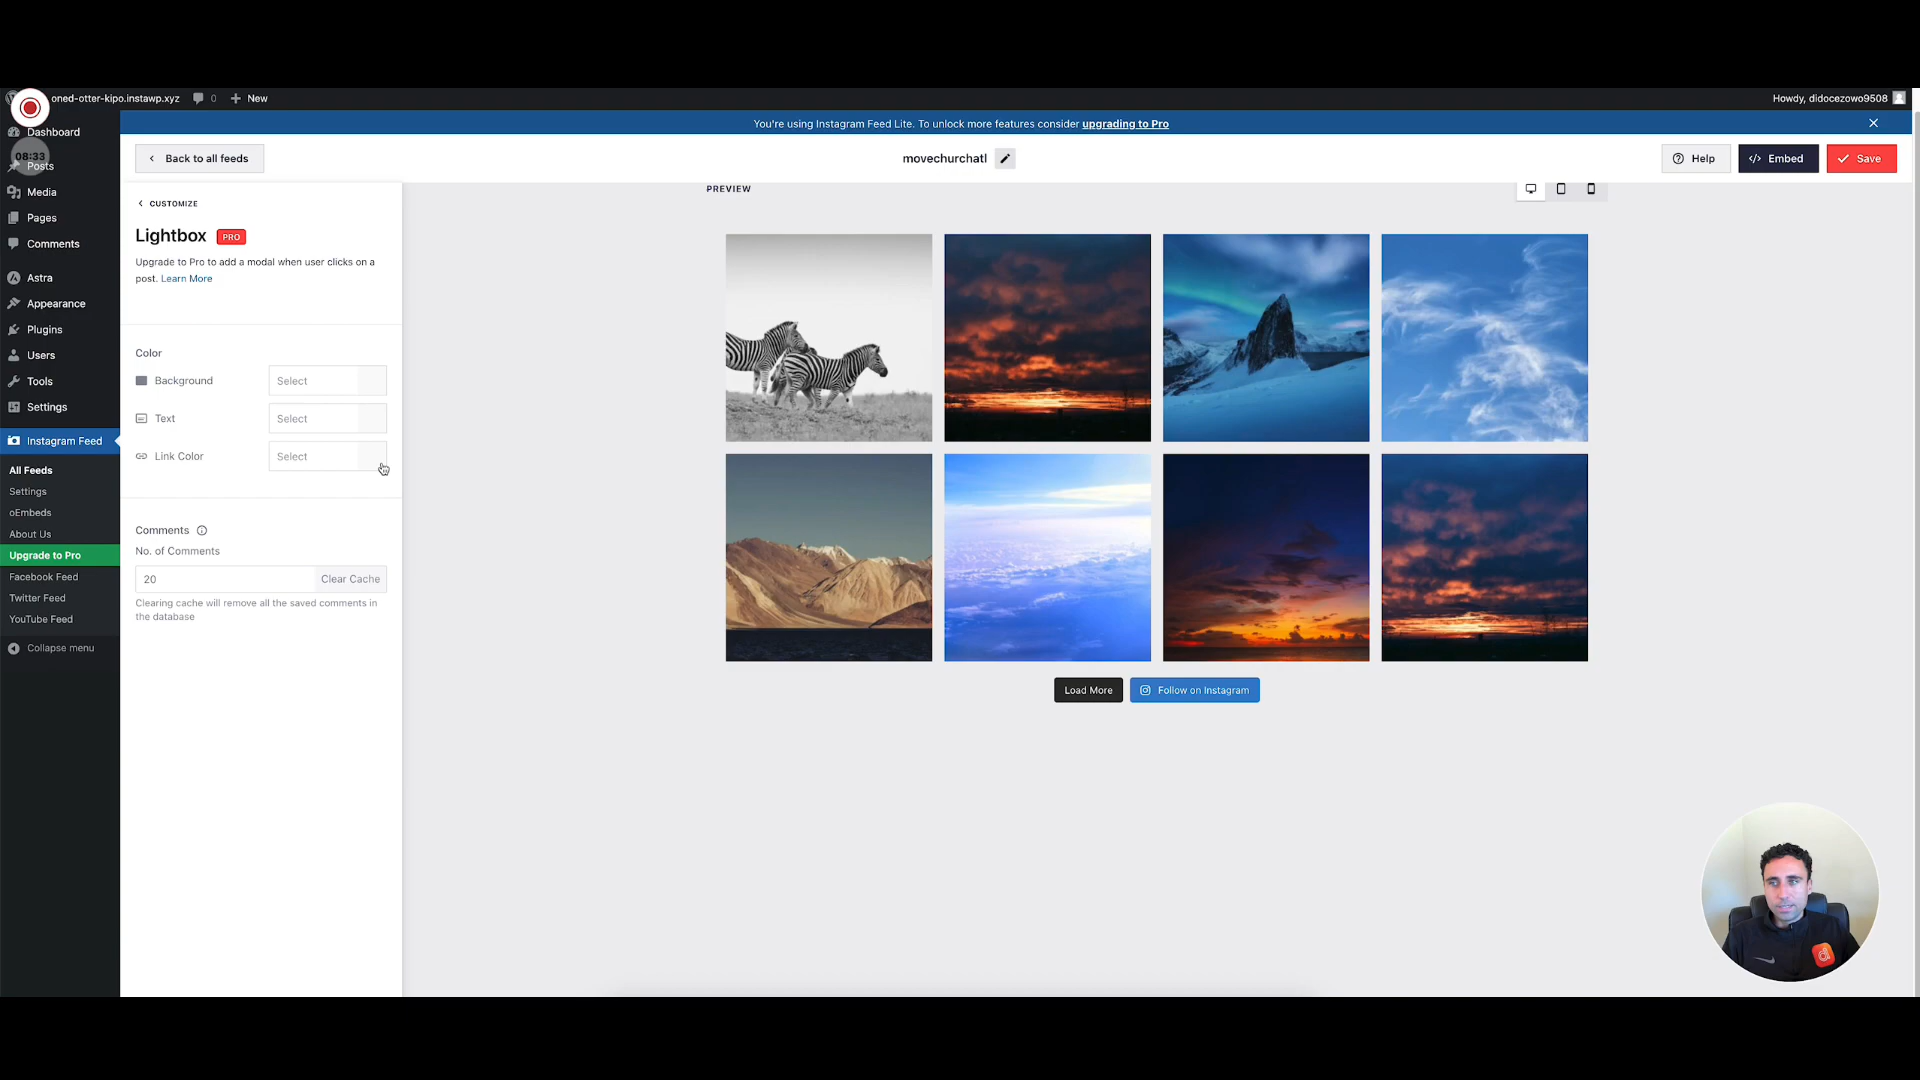 oned-otter-kipo.instawp.xyz 0 New
Howdy, didocezowo9508
You're using Instagram Feed Lite. To unlock more features consider upgrading to Pro
Dashboard
08:33
Posts
Media
Pages
Comments
Astra
Appearance
Plugins
Users
Tools
Settings
Instagram Feed
All Feeds
Settings
oEmbeds
About Us
Upgrade to Pro
Facebook Feed
Twitter Feed
YouTube Feed
Collapse menu
Back to all feeds
movechurchatl
Help
</> Embed
Save
CUSTOMIZE
Lightbox PRO
Upgrade to Pro to add a modal when user clicks on a
post. Learn More
Color
Background Select
Text Select
Link Color Select
Comments
No. of Comments
20 Clear Cache
Clearing cache will remove all the saved comments in
the database
PREVIEW
Load More
Follow on Instagram